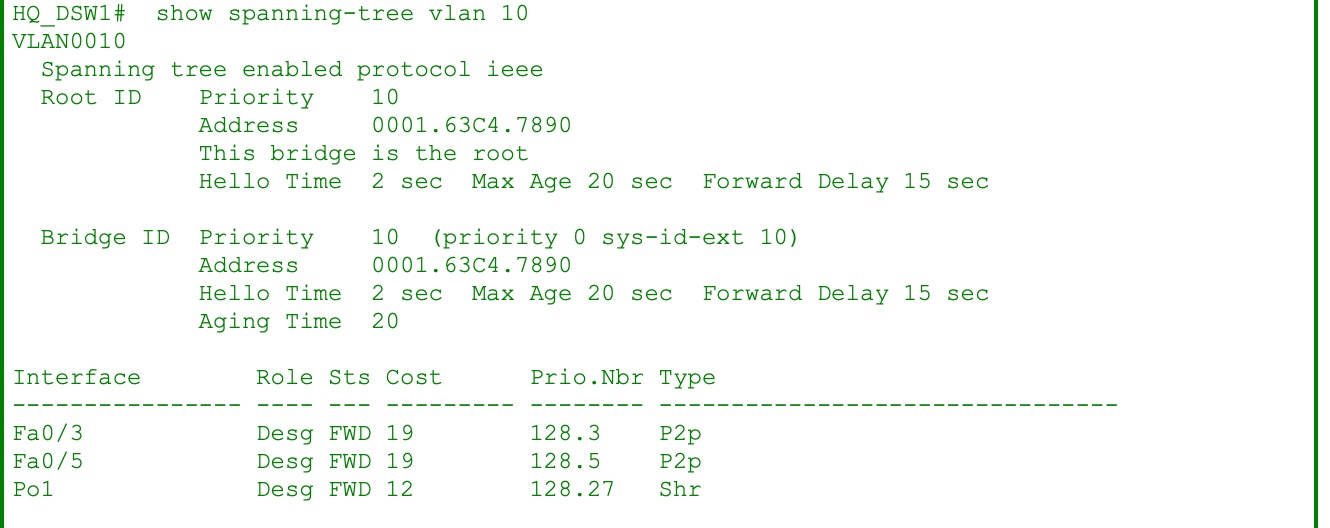 HQ_DSW1#  show spanning-tree vlan 10
VLAN0010
  Spanning tree enabled protocol ieee
  Root ID    Priority    10
             Address     0001.63C4.7890
             This bridge is the root
             Hello Time  2 sec  Max Age 20 sec  Forward Delay 15 sec

  Bridge ID  Priority    10  (priority 0 sys-id-ext 10)
             Address     0001.63C4.7890
             Hello Time  2 sec  Max Age 20 sec  Forward Delay 15 sec
             Aging Time  20

Interface        Role Sts Cost      Prio.Nbr Type
---------------- ---- --- --------- -------- --------------------------------
Fa0/3            Desg FWD 19        128.3    P2p
Fa0/5            Desg FWD 19        128.5    P2p
Po1              Desg FWD 12        128.27   Shr